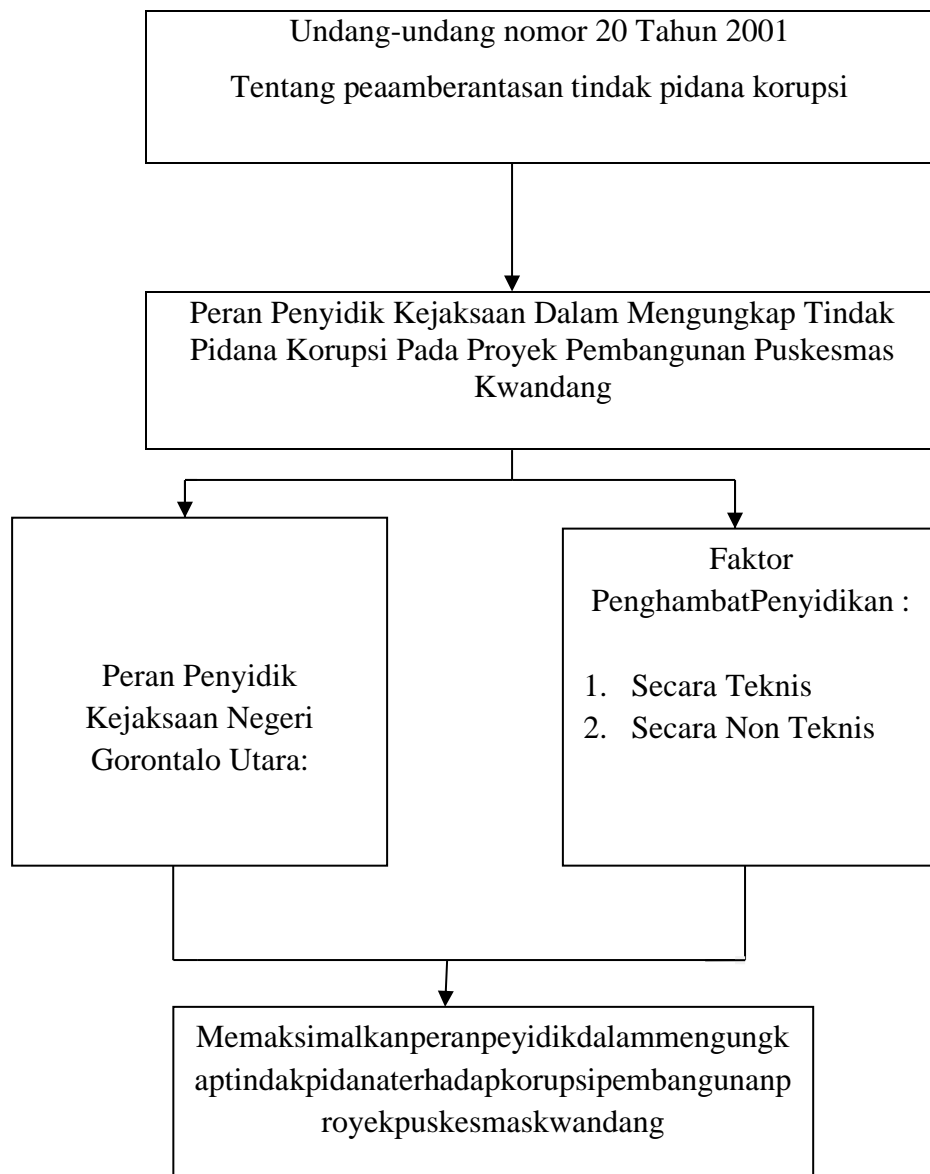 Undang-undang nomor 20 Tahun 2001
Tentang peaamberantasan tindak pidana korupsi
Peran Penyidik Kejaksaan Dalam Mengungkap Tindak
Pidana Korupsi Pada Proyek Pembangunan Puskesmas
Kwandang
Peran Penyidik
Kejaksaan Negeri
Gorontalo Utara:
Faktor
PenghambatPenyidikan :
1. Secara Teknis
2. Secara Non Teknis
Memaksimalkanperanpeyidikdalammengungk
aptindakpidanaterhadapkorupsipembangunanp
royekpuskesmaskwandang